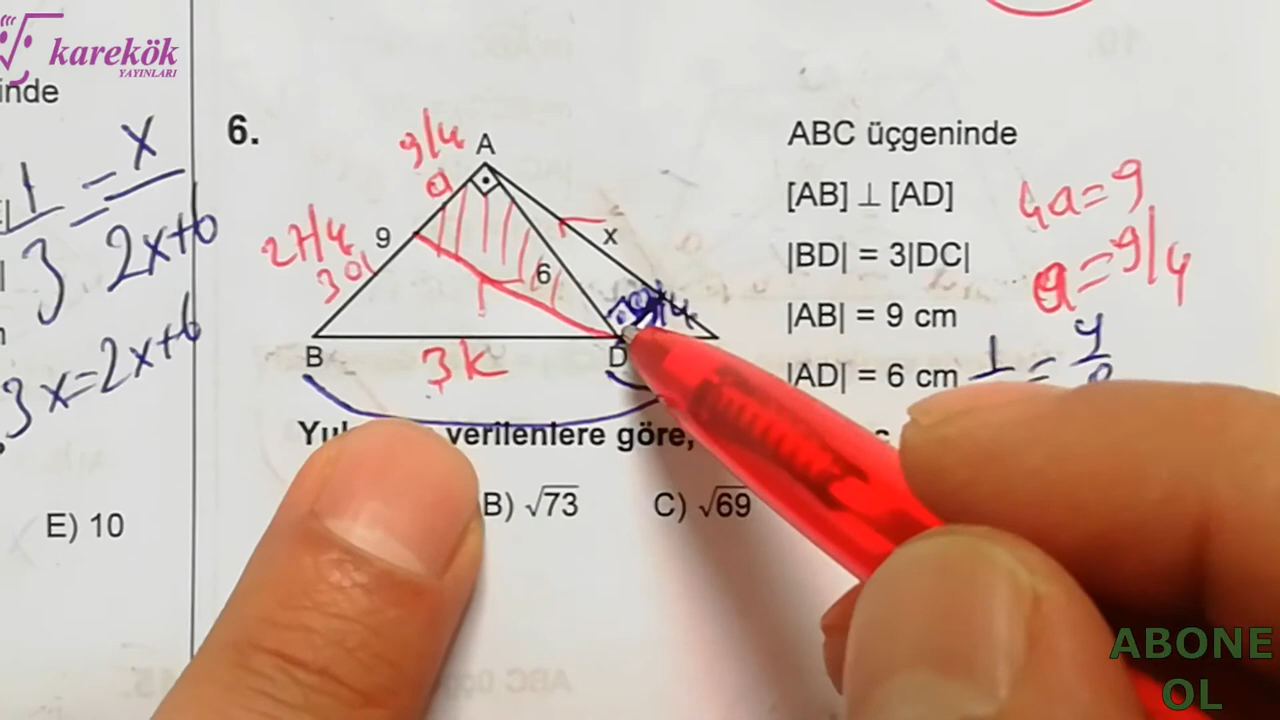 karekök
YAYINLARI
inde
1/3 = x/2x+6
3x=2x+6
E) 10
6.
9/4
A
a
27/4
3a
9
x
6
B
D
3k
ABC üçgeninde
[AB] ⊥ [AD]
|BD| = 3|DC|
|AB| = 9 cm
|AD| = 6 cm
4a=9
a=9/4
verilenlere göre,
B) √73
C) √69
ABONE
OL